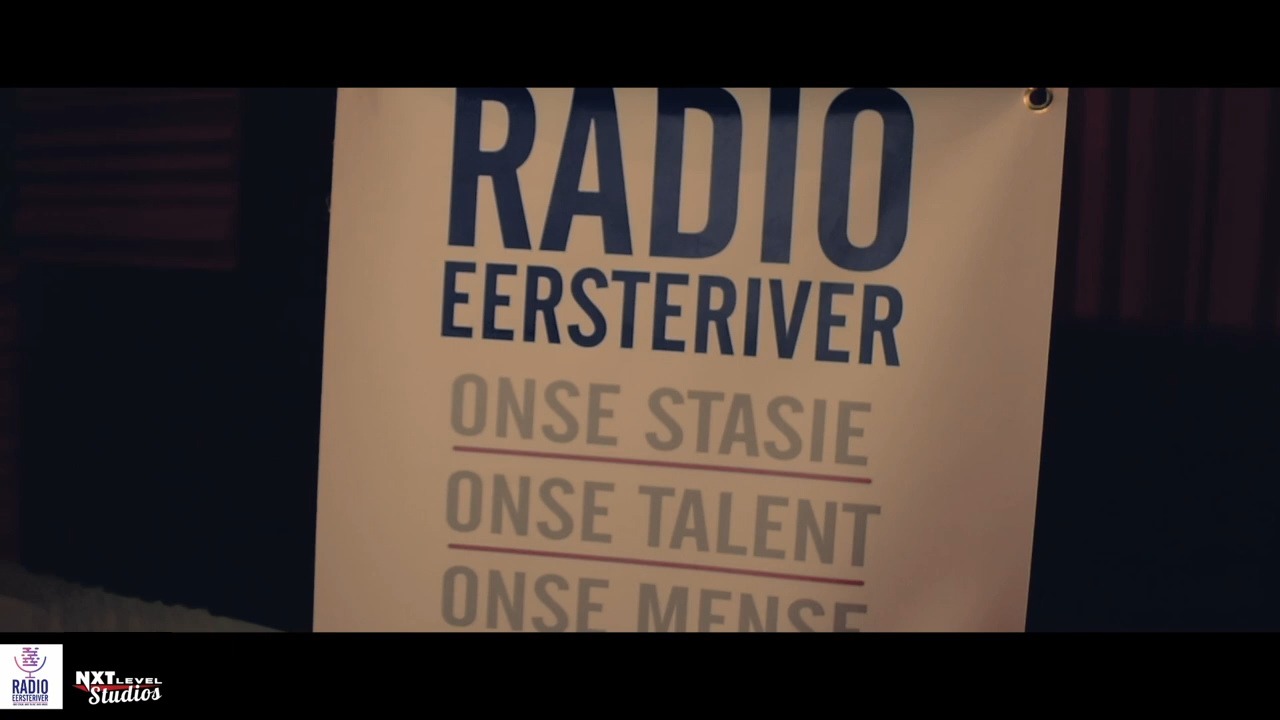 RADIO
EERSTERIVER
ONSE STASIE
ONSE TALENT
ONSE MENSE
RADIO
EERSTERIVER
NXT LEVEL
Studios